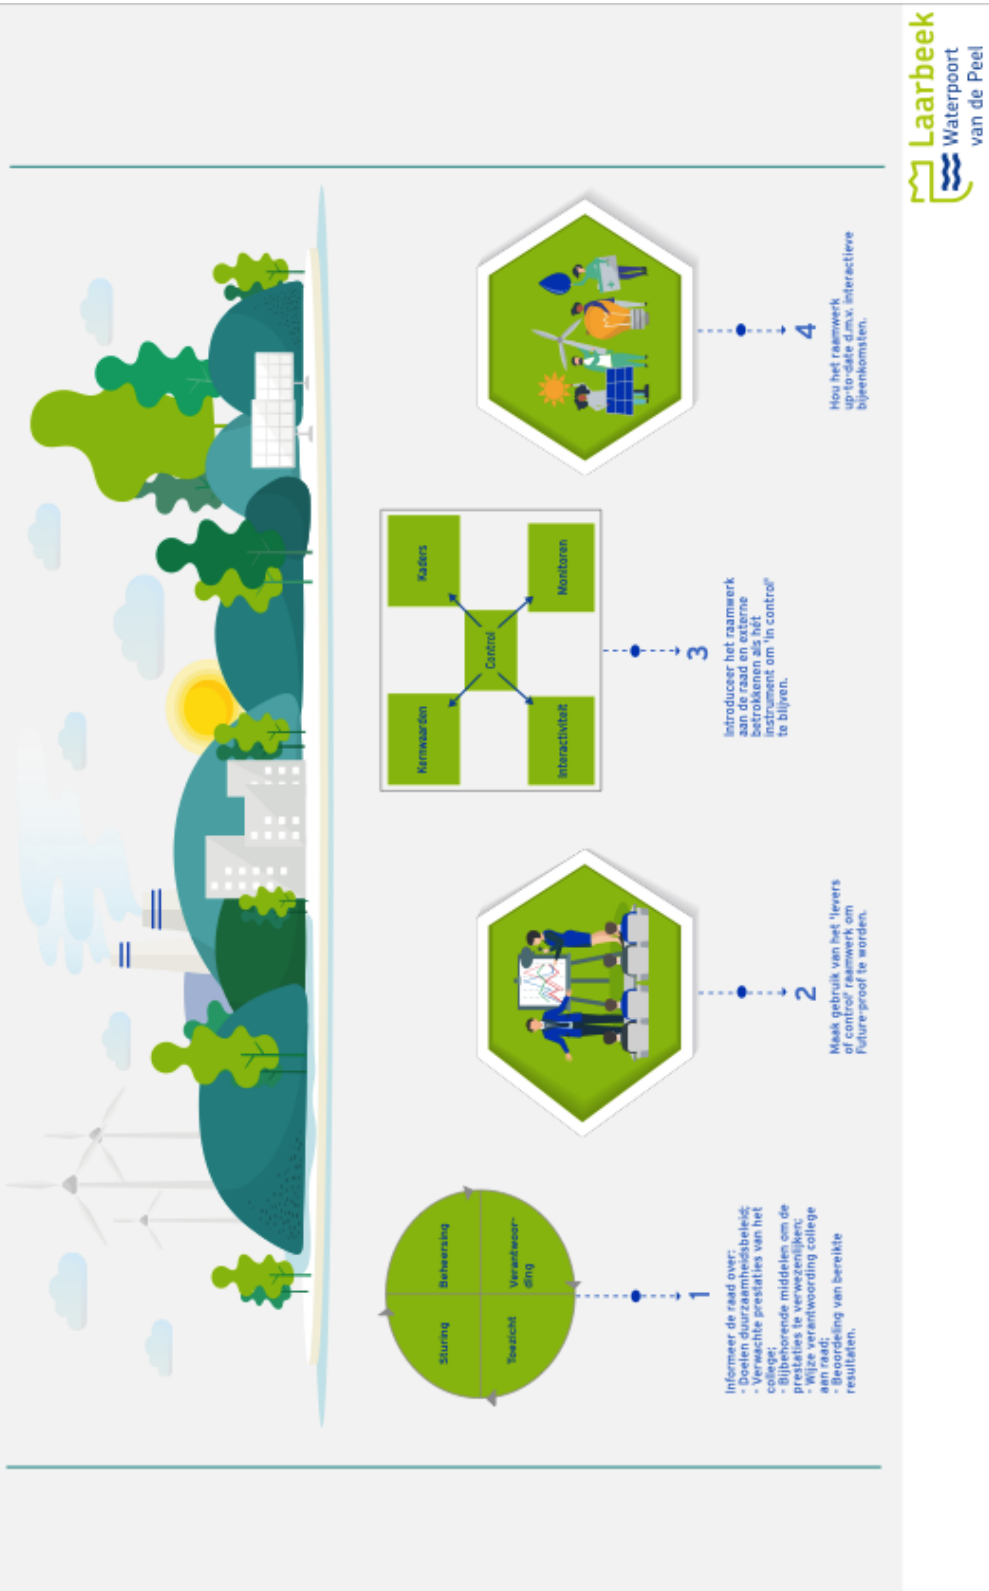 Sturing
Beheersing
Toezicht
Verantwoor-
ding
1
Informeer de raad over:
- Doelen duurzaamheidsbeleid;
- Verwachte prestaties van het
college;
- Bijbehorende middelen om de
prestaties te verwezenlijken;
- Wijze verantwoording college
aan raad;
- Beoordeling van bereikte
resultaten.
2
Maak gebruik van het 'levers
of control' raamwerk om
Future-proof te worden.
Kernwaarden
Kaders
Control
Interactiviteit
Monitoren
3
Introduceer het raamwerk
aan de raad en externe
betrokkenen als hét
instrument om 'in control'
te blijven.
4
Hou het raamwerk
up-to-date d.m.v. interactieve
bijeenkomsten.
Laarbeek
Waterpoort
van de Peel